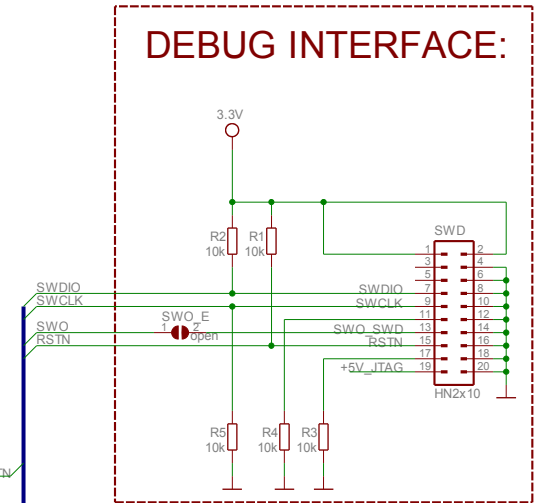 DEBUG INTERFACE:
3.3V
R2 R1 SWD
10k 10k
1 2
3 4
5 6
SWDIO SWDIO 7 8
SWCLK SWCLK 9 10
11 12
SWO SWO_E 1 2 open SWO_SWD 13 14
RSTN RSTN 15 16
17 18
+5V_JTAG 19 20
HN2x10
R5 R4 R3
10k 10k 10k